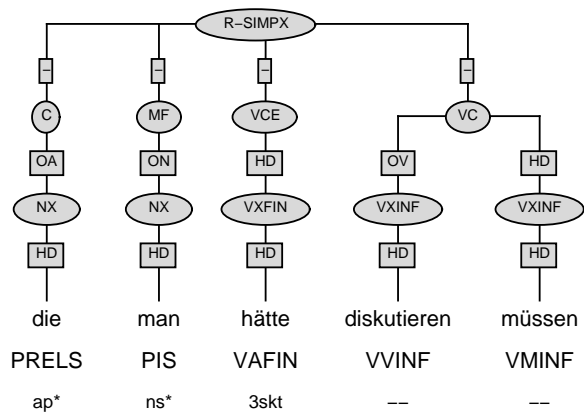 R–SIMPX
– – – –
C MF VCE VC
OA ON HD OV HD
NX NX VXFIN VXINF VXINF
HD HD HD HD HD
die man hätte diskutieren müssen
PRELS PIS VAFIN VVINF VMINF
ap* ns* 3skt –– ––